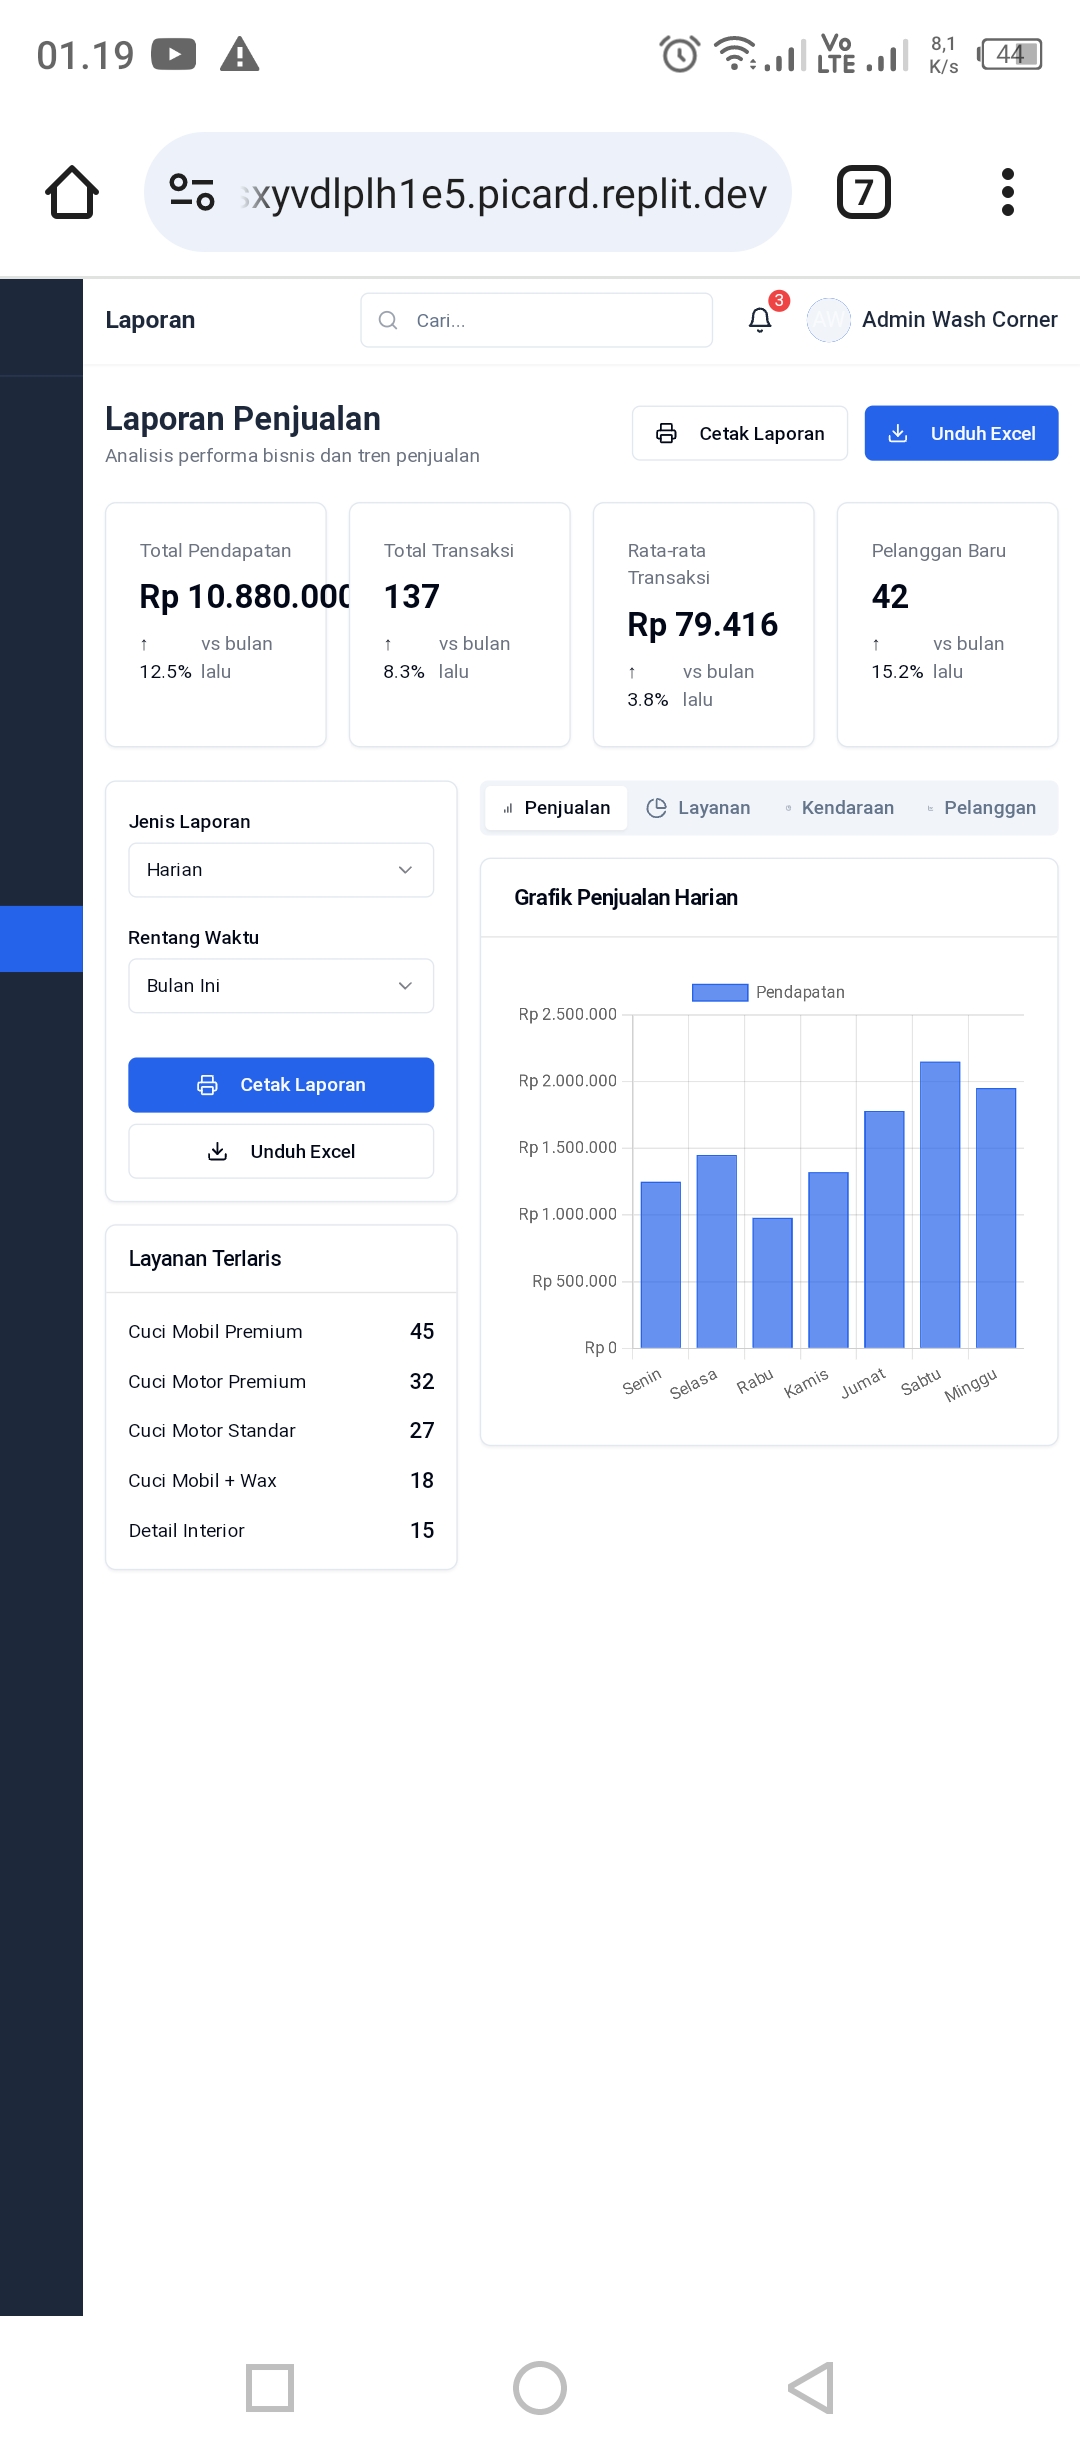 01.19
Vo
LTE
8,1
K/s
44
xyvdlplh1e5.picard.replit.dev
7
Laporan
Cari...
3
AW
Admin Wash Corner
Laporan Penjualan
Analisis performa bisnis dan tren penjualan
Cetak Laporan
Unduh Excel
Total Pendapatan
Rp 10.880.000
↑
12.5%
vs bulan
lalu
Total Transaksi
137
↑
8.3%
vs bulan
lalu
Rata-rata
Transaksi
Rp 79.416
↑
3.8%
vs bulan
lalu
Pelanggan Baru
42
↑
15.2%
vs bulan
lalu
Jenis Laporan
Harian
Rentang Waktu
Bulan Ini
Cetak Laporan
Unduh Excel
Layanan Terlaris
Cuci Mobil Premium 45
Cuci Motor Premium 32
Cuci Motor Standar 27
Cuci Mobil + Wax 18
Detail Interior 15
Penjualan Layanan Kendaraan Pelanggan
Grafik Penjualan Harian
Pendapatan
Rp 2.500.000
Rp 2.000.000
Rp 1.500.000
Rp 1.000.000
Rp 500.000
Rp 0
Senin Selasa Rabu Kamis Jumat Sabtu Minggu